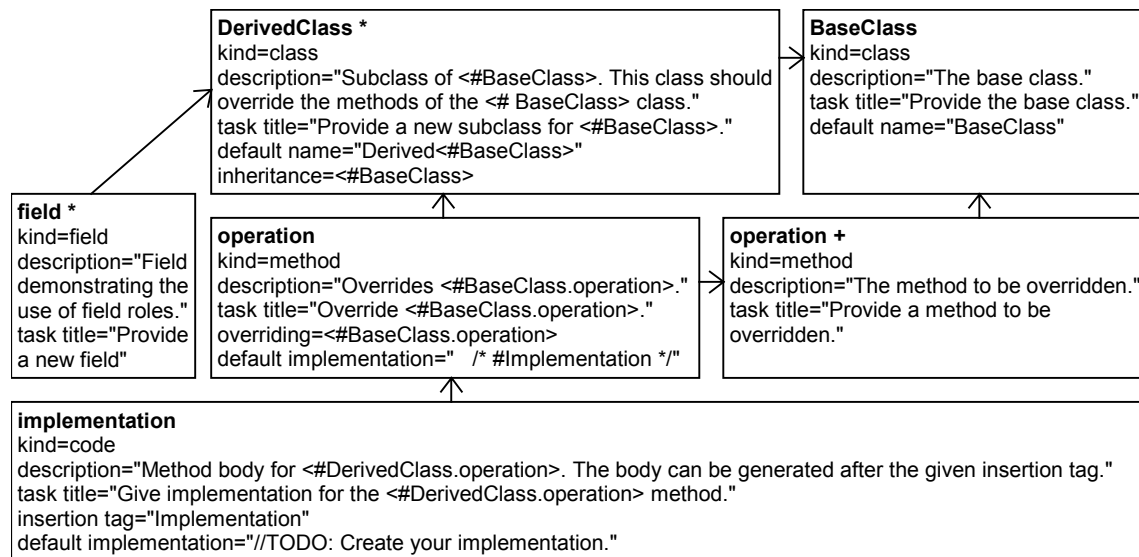 DerivedClass *
kind=class
description="Subclass of <#BaseClass>. This class should
override the methods of the <# BaseClass> class."
task title="Provide a new subclass for <#BaseClass>."
default name="Derived<#BaseClass>"
inheritance=<#BaseClass>
BaseClass
kind=class
description="The base class."
task title="Provide the base class."
default name="BaseClass"
field *
kind=field
description="Field
demonstrating the
use of field roles."
task title="Provide
a new field"
operation
kind=method
description="Overrides <#BaseClass.operation>."
task title="Override <#BaseClass.operation>."
overriding=<#BaseClass.operation>
default implementation="   /* #Implementation */"
operation +
kind=method
description="The method to be overridden."
task title="Provide a method to be
overridden."
implementation
kind=code
description="Method body for <#DerivedClass.operation>. The body can be generated after the given insertion tag."
task title="Give implementation for the <#DerivedClass.operation> method."
insertion tag="Implementation"
default implementation="//TODO: Create your implementation."